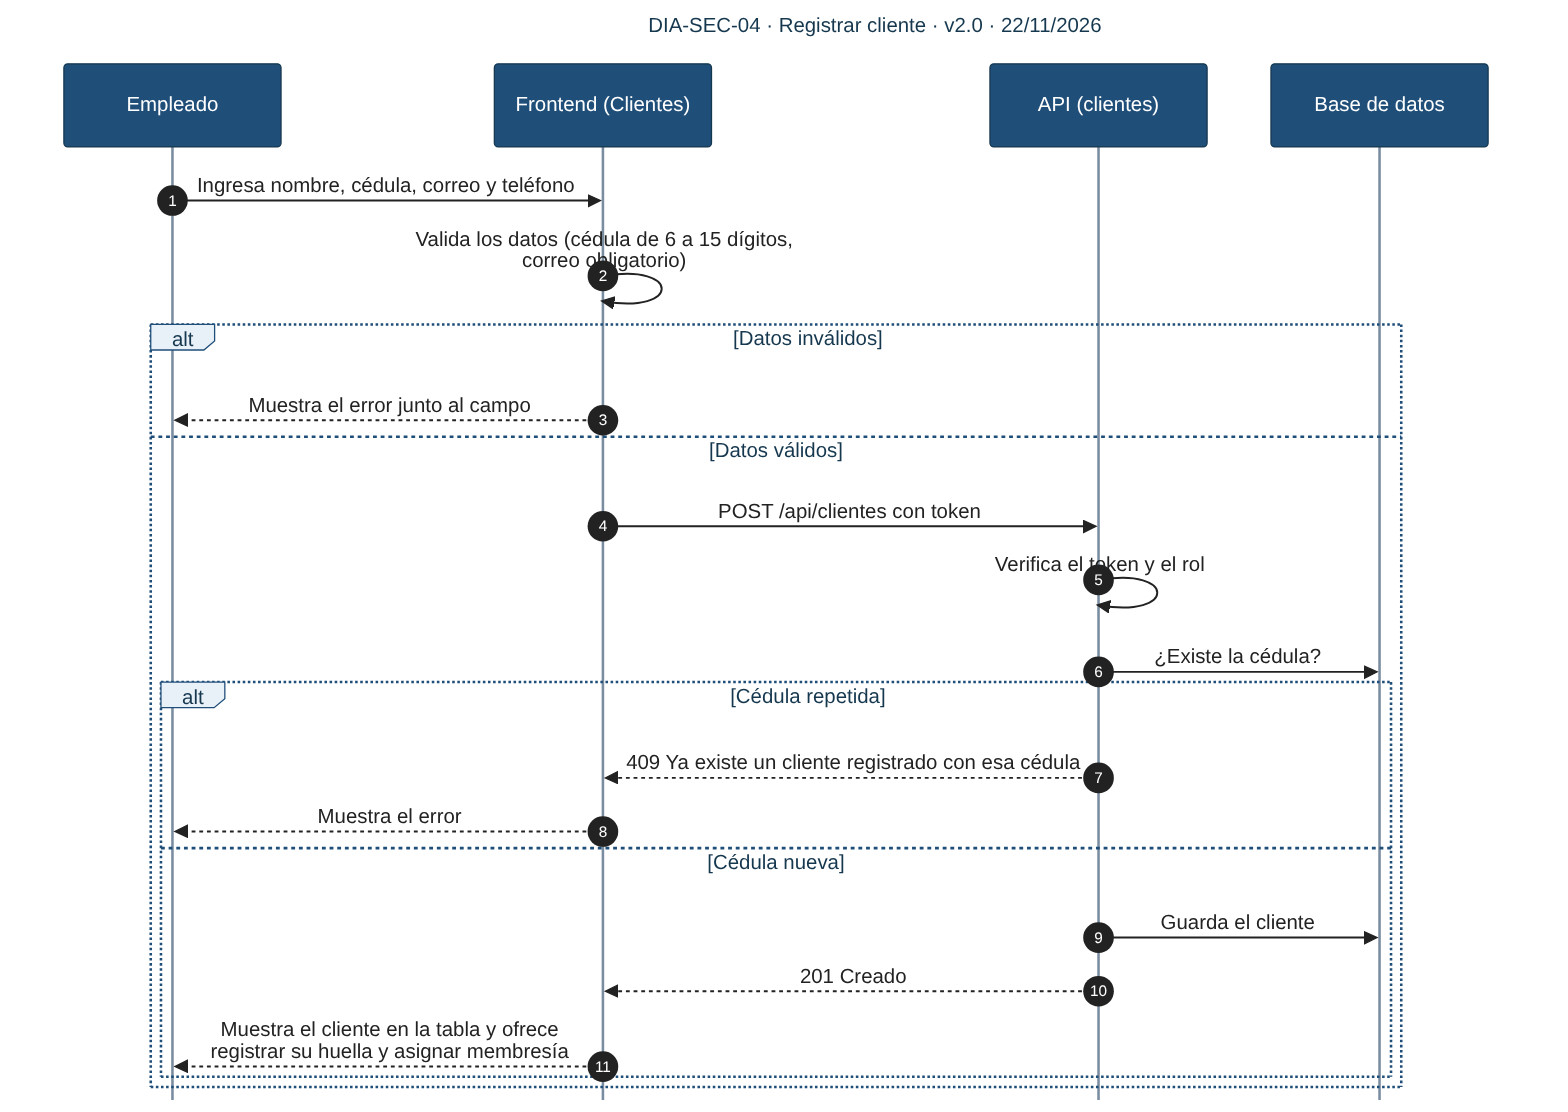 DIA-SEC-04 · Registrar cliente · v2.0 · 22/11/2026
Empleado
Frontend (Clientes)
API (clientes)
Base de datos
1
Ingresa nombre, cédula, correo y teléfono
Valida los datos (cédula de 6 a 15 dígitos,
correo obligatorio)
2
alt
[Datos inválidos]
Muestra el error junto al campo
3
[Datos válidos]
4
POST /api/clientes con token
Verifica el token y el rol
5
6
¿Existe la cédula?
alt
[Cédula repetida]
409 Ya existe un cliente registrado con esa cédula
7
Muestra el error
8
[Cédula nueva]
9
Guarda el cliente
201 Creado
10
Muestra el cliente en la tabla y ofrece
registrar su huella y asignar membresía
11